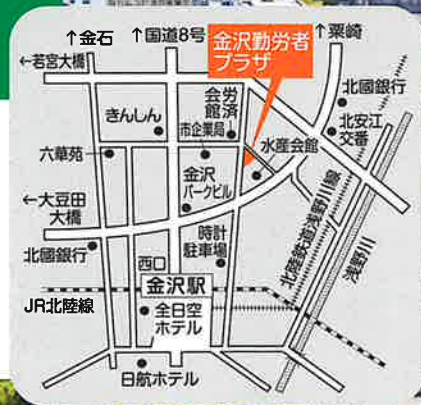 ↑金石
↑国道8号
金沢勤労者
プラザ
↑粟崎
←若宮大橋
北國銀行
きんしん
労済
会館
市企業局
北安江
交番
水産会館
六草苑
金沢
パークビル
←大豆田
大橋
北陸鉄道浅野川線
浅野川
時計
駐車場
北國銀行
西口
金沢駅
JR北陸線
全日空
ホテル
日航ホテル